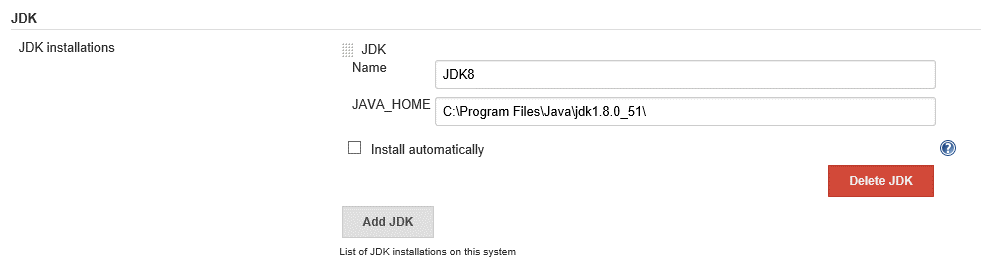 JDK
JDK installations
JDK
Name
JDK8
JAVA_HOME
C:\Program Files\Java\jdk1.8.0_51\
Install automatically
?
Delete JDK
Add JDK
List of JDK installations on this system